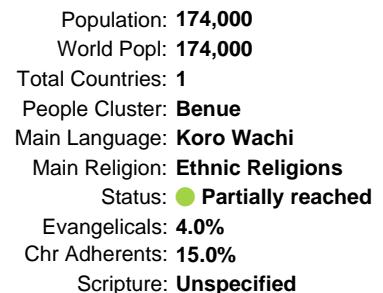 Population: 174,000
World Popl: 174,000
Total Countries: 1
People Cluster: Benue
Main Language: Koro Wachi
Main Religion: Ethnic Religions
Status: Partially reached
Evangelicals: 4.0%
Chr Adherents: 15.0%
Scripture: Unspecified